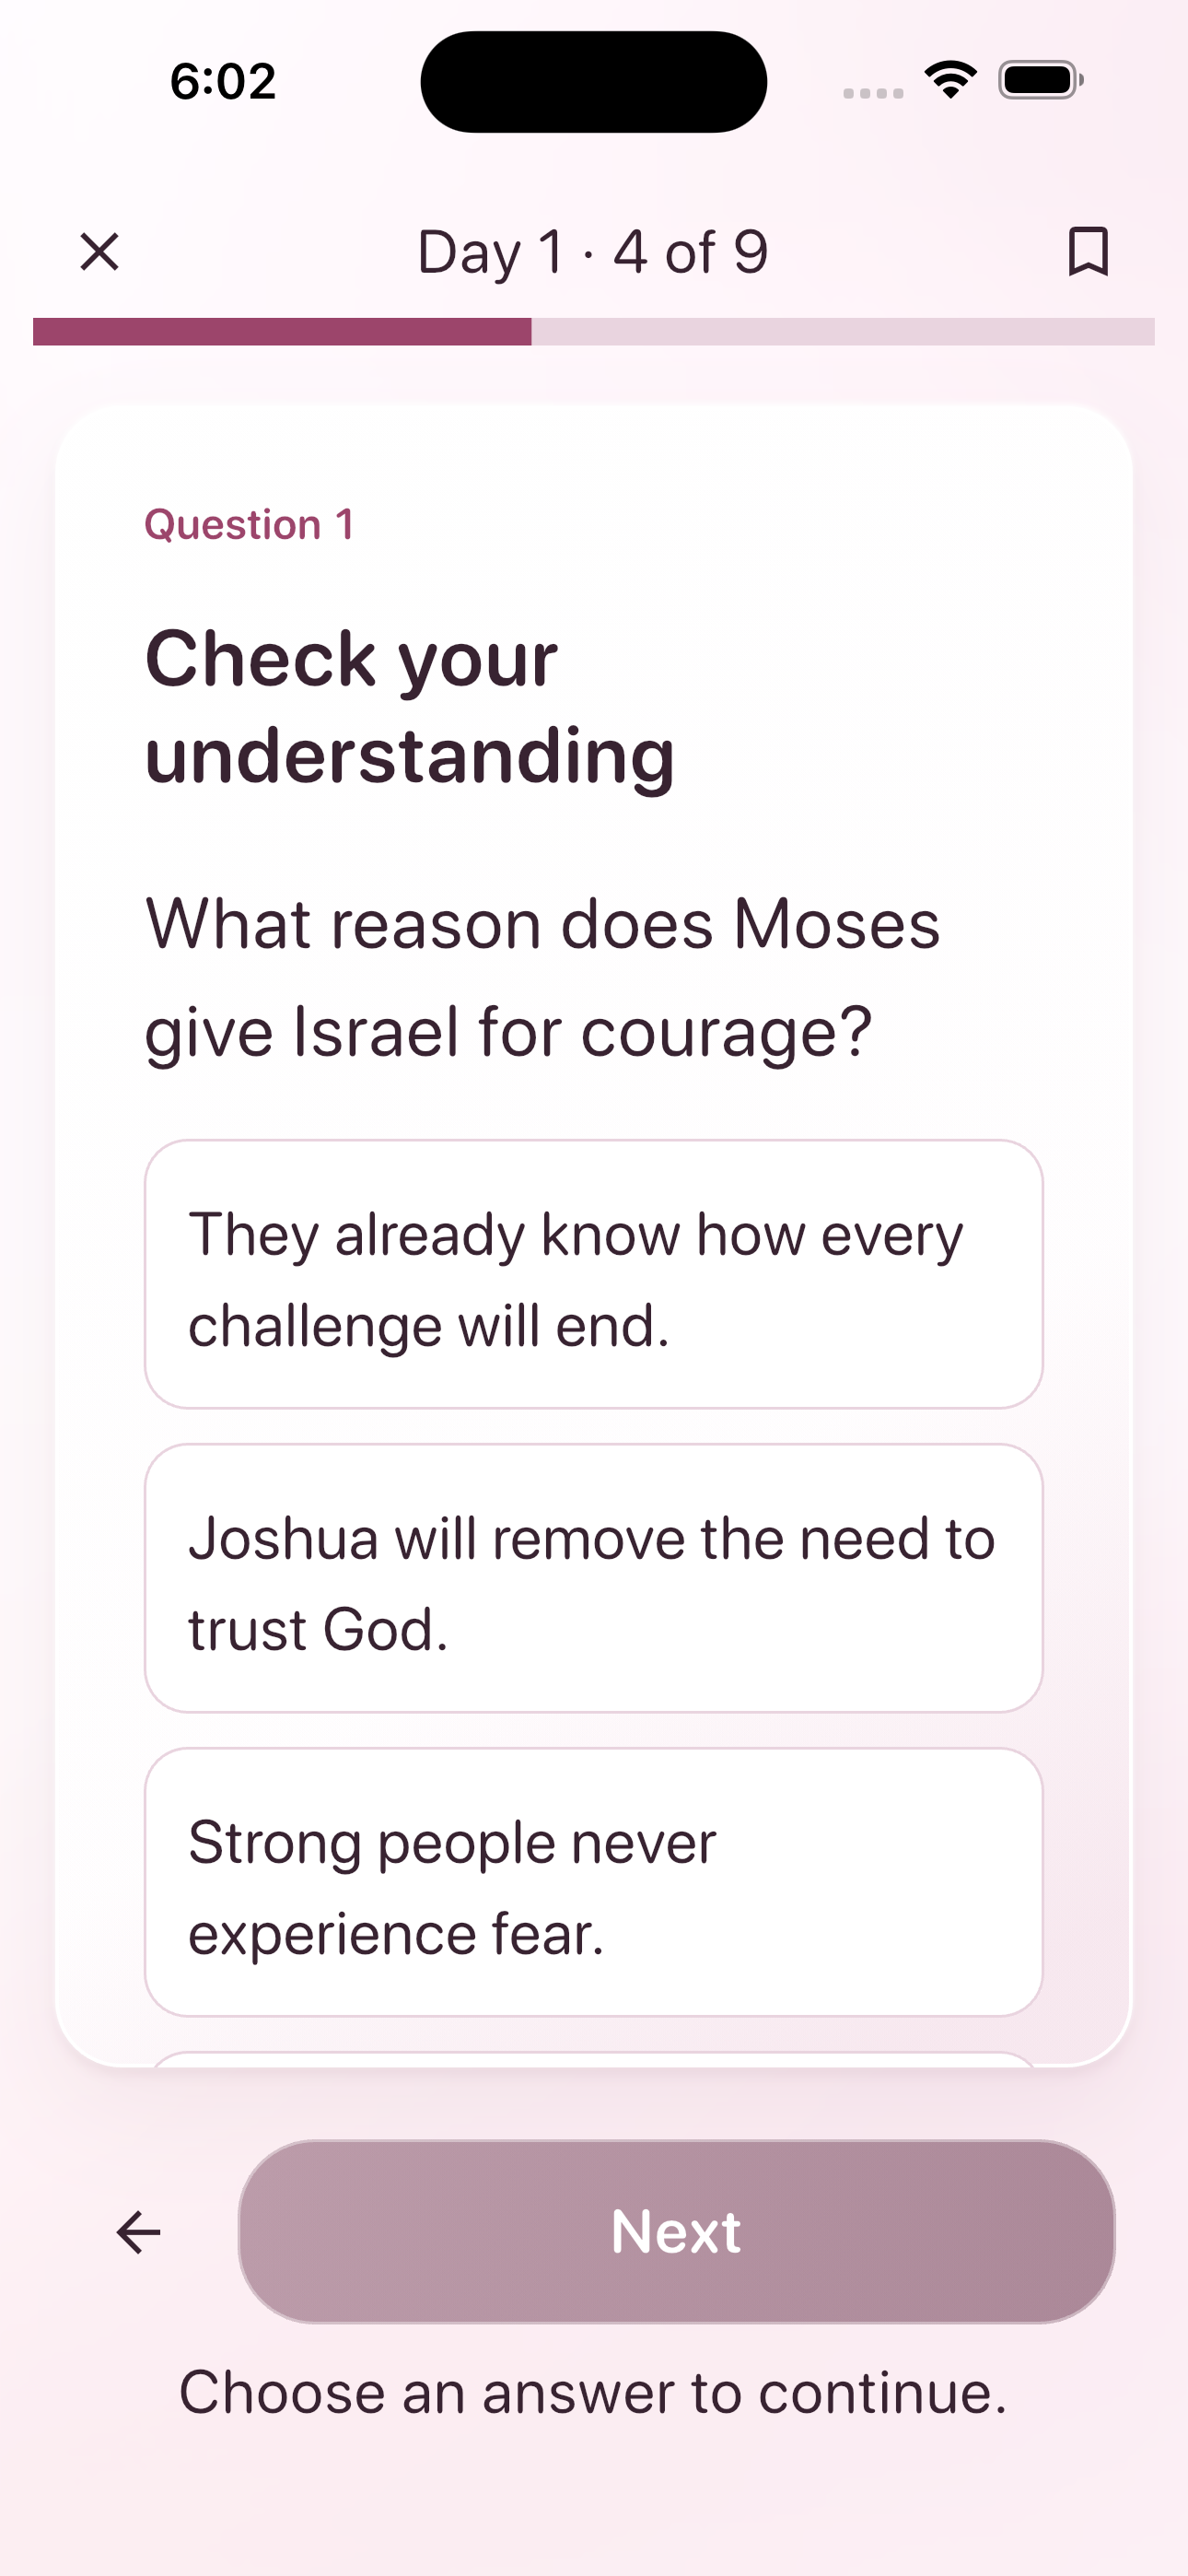 6:02
Day 1 · 4 of 9
Question 1
Check your
understanding
What reason does Moses
give Israel for courage?
They already know how every
challenge will end.
Joshua will remove the need to
trust God.
Strong people never
experience fear.
Next
Choose an answer to continue.